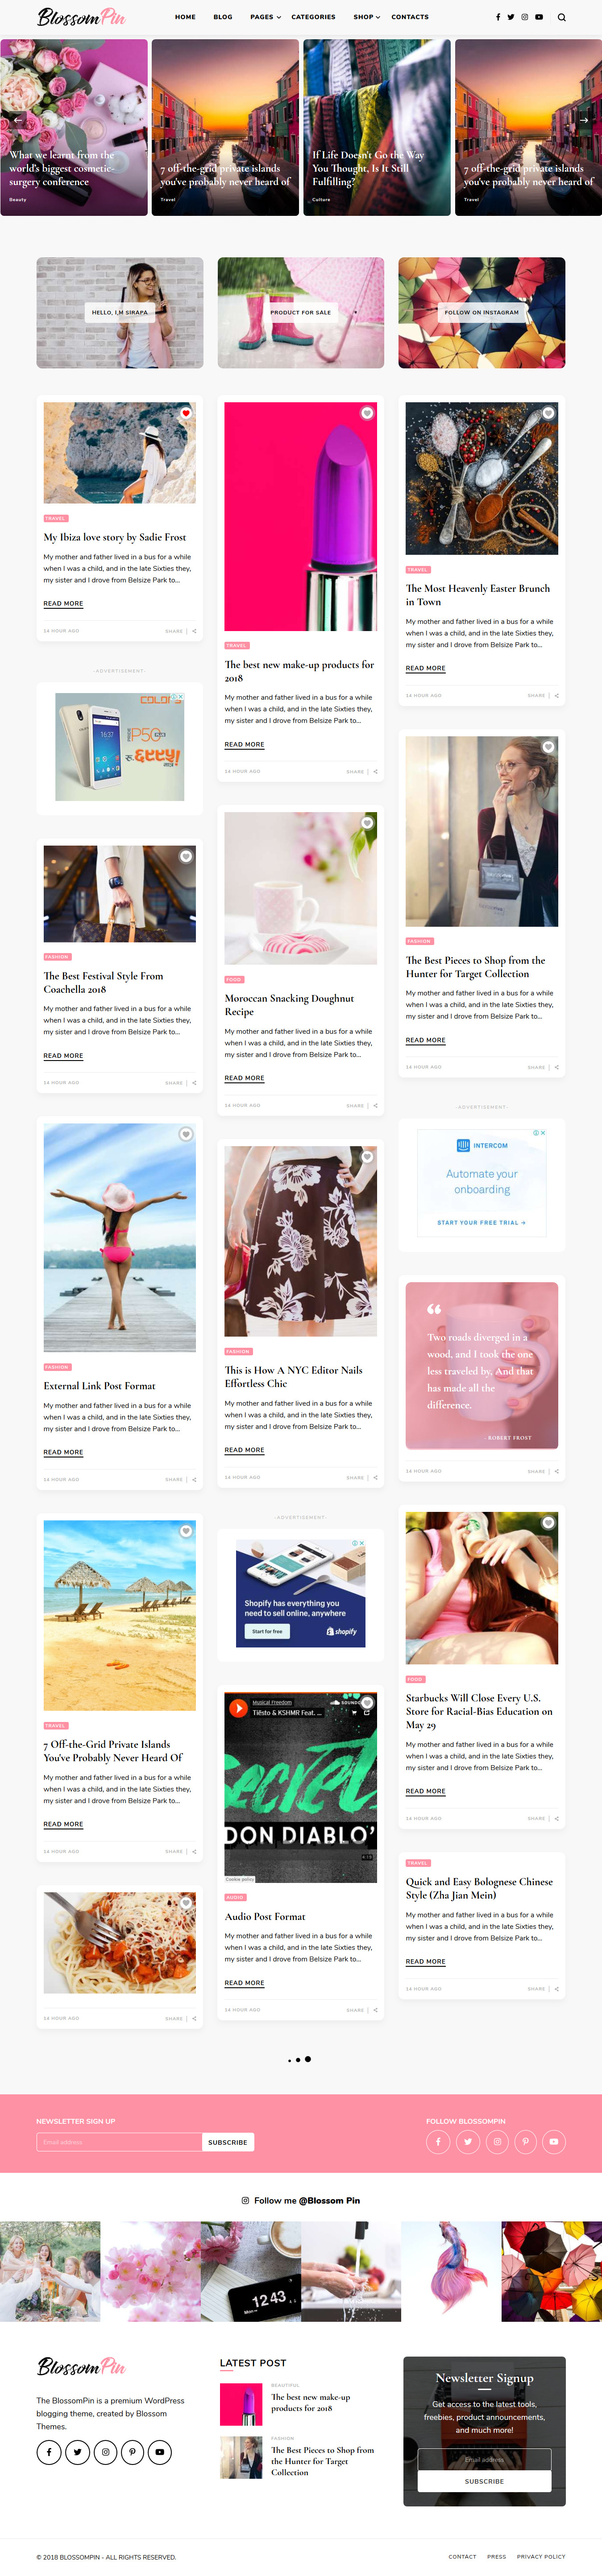 BlossomPin
HOME BLOG PAGES CATEGORIES SHOP CONTACTS
What we learnt from the
world's biggest cosmetic-
surgery conference
Beauty
7 off-the-grid private islands
you've probably never heard of
Travel
If Life Doesn't Go the Way
You Thought, Is It Still
Fulfilling?
Culture
7 off-the-grid private islands
you've probably never heard of
Travel
HELLO, I,M SIRAPA
PRODUCT FOR SALE
FOLLOW ON INSTAGRAM
TRAVEL
My Ibiza love story by Sadie Frost
My mother and father lived in a bus for a while
when I was a child, and in the late Sixties they,
my sister and I drove from Belsize Park to...
READ MORE
14 HOUR AGO SHARE
-ADVERTISEMENT-
COLORS
P50
रु.६९९५/
16:37
TRAVEL
The best new make-up products for
2018
My mother and father lived in a bus for a while
when I was a child, and in the late Sixties they,
my sister and I drove from Belsize Park to...
READ MORE
14 HOUR AGO SHARE
TRAVEL
The Most Heavenly Easter Brunch
in Town
My mother and father lived in a bus for a while
when I was a child, and in the late Sixties they,
my sister and I drove from Belsize Park to...
READ MORE
14 HOUR AGO SHARE
FASHION
The Best Festival Style From
Coachella 2018
My mother and father lived in a bus for a while
when I was a child, and in the late Sixties they,
my sister and I drove from Belsize Park to...
READ MORE
14 HOUR AGO SHARE
FOOD
Moroccan Snacking Doughnut
Recipe
My mother and father lived in a bus for a while
when I was a child, and in the late Sixties they,
my sister and I drove from Belsize Park to...
READ MORE
14 HOUR AGO SHARE
FASHION
The Best Pieces to Shop from the
Hunter for Target Collection
My mother and father lived in a bus for a while
when I was a child, and in the late Sixties they,
my sister and I drove from Belsize Park to...
READ MORE
14 HOUR AGO SHARE
-ADVERTISEMENT-
INTERCOM
Automate your
onboarding
START YOUR FREE TRIAL →
FASHION
External Link Post Format
My mother and father lived in a bus for a while
when I was a child, and in the late Sixties they,
my sister and I drove from Belsize Park to...
READ MORE
14 HOUR AGO SHARE
FASHION
This is How A NYC Editor Nails
Effortless Chic
My mother and father lived in a bus for a while
when I was a child, and in the late Sixties they,
my sister and I drove from Belsize Park to...
READ MORE
14 HOUR AGO SHARE
Two roads diverged in a
wood, and I took the one
less traveled by, And that
has made all the
difference.
- ROBERT FROST
14 HOUR AGO SHARE
-ADVERTISEMENT-
Shopify has everything you
need to sell online, anywhere
Start for free
shopify
TRAVEL
7 Off-the-Grid Private Islands
You've Probably Never Heard Of
My mother and father lived in a bus for a while
when I was a child, and in the late Sixties they,
my sister and I drove from Belsize Park to...
READ MORE
14 HOUR AGO SHARE
Musical Freedom
Tiësto & KSHMR Feat. ...
SOUNDC
Secret
DON DIABLO'
Cookie policy
AUDIO
Audio Post Format
My mother and father lived in a bus for a while
when I was a child, and in the late Sixties they,
my sister and I drove from Belsize Park to...
READ MORE
14 HOUR AGO SHARE
FOOD
Starbucks Will Close Every U.S.
Store for Racial-Bias Education on
May 29
My mother and father lived in a bus for a while
when I was a child, and in the late Sixties they,
my sister and I drove from Belsize Park to...
READ MORE
14 HOUR AGO SHARE
TRAVEL
Quick and Easy Bolognese Chinese
Style (Zha Jian Mein)
My mother and father lived in a bus for a while
when I was a child, and in the late Sixties they,
my sister and I drove from Belsize Park to...
READ MORE
14 HOUR AGO SHARE
14 HOUR AGO SHARE
NEWSLETTER SIGN UP
Email address SUBSCRIBE
FOLLOW BLOSSOMPIN
Follow me @Blossom Pin
12 43
BlossomPin
The BlossomPin is a premium WordPress
blogging theme, created by Blossom
Themes.
LATEST POST
BEAUTIFUL
The best new make-up
products for 2018
FASHION
The Best Pieces to Shop from
the Hunter for Target
Collection
Newsletter Signup
Get access to the latest tools,
freebies, product announcements,
and much more!
Email address
SUBSCRIBE
© 2018 BLOSSOMPIN - ALL RIGHTS RESERVED.
CONTACT PRESS PRIVACY POLICY